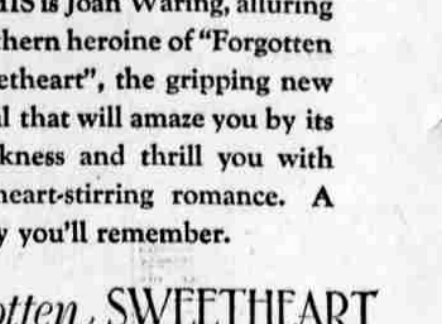 HIS is Joan Waring, alluring
thern heroine of "Forgotten
etheart", the gripping new
l that will amaze you by its
kness and thrill you with
heart-stirring romance. A
y you'll remember.
otten SWEETHEART